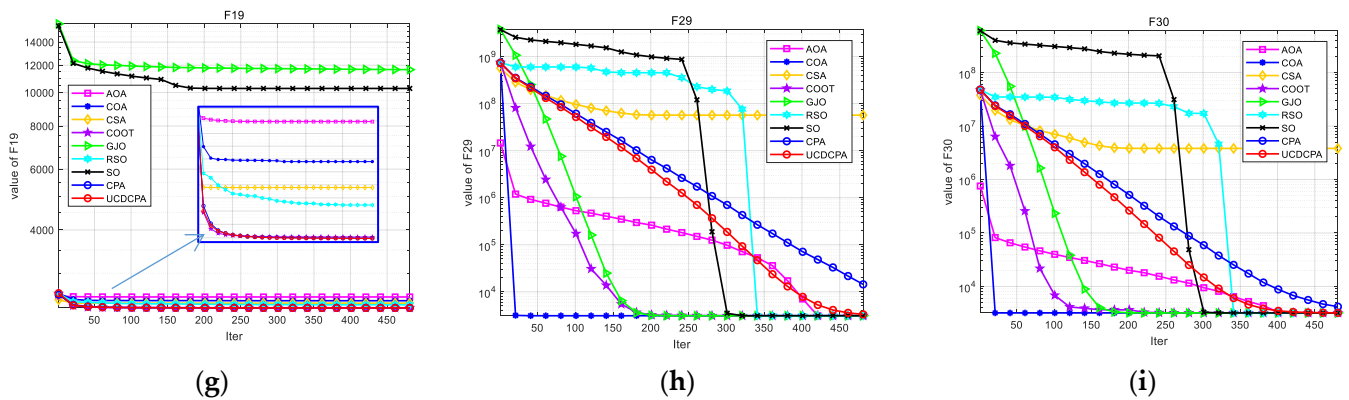 F19
value of F19
14000
12000
10000
8000
6000
4000
AOA
COA
CSA
COOT
GJO
RSO
SO
CPA
UCDCPA
50 100 150 200 250 300 350 400 450
Iter
(g)
F29
value of F29
10^9
10^8
10^7
10^6
10^5
10^4
AOA
COA
CSA
COOT
GJO
RSO
SO
CPA
UCDCPA
50 100 150 200 250 300 350 400 450
Iter
(h)
F30
value of F30
10^8
10^7
10^6
10^5
10^4
AOA
COA
CSA
COOT
GJO
RSO
SO
CPA
UCDCPA
50 100 150 200 250 300 350 400 450
Iter
(i)